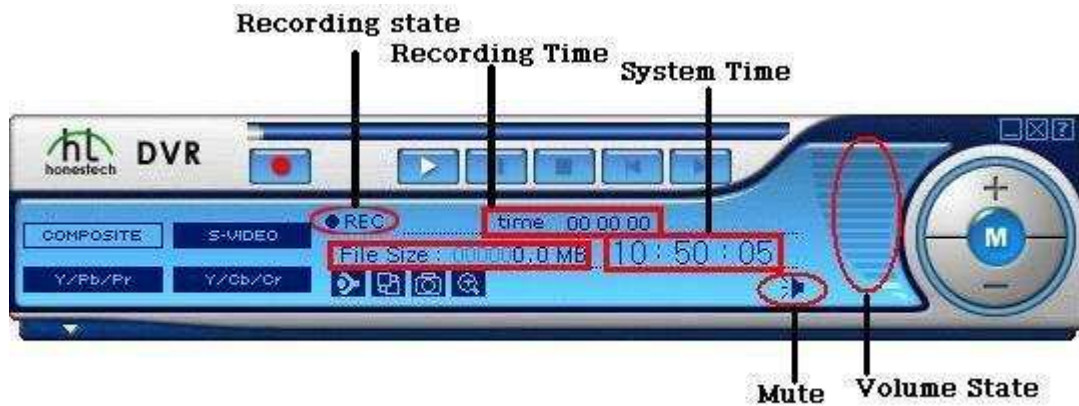 Recording state
Recording Time
System Time
honestech DVR
COMPOSITE
S-VIDEO
Y/Pb/Pr
Y/Cb/Cr
REC
time 00 00 00
File Size : 000000.0 MB
10 : 50 : 05
+
M
−
?
Mute
Volume State